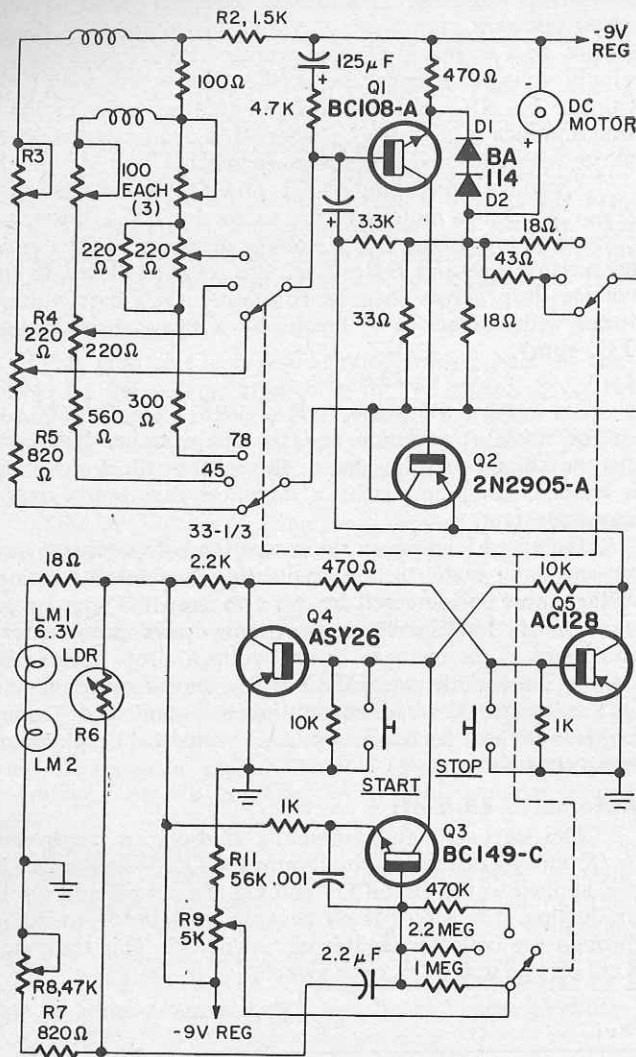 R2, 1.5K
-9V
REG
125µF
100Ω
470Ω
Q1
BC108-A
4.7K
-
DC
MOTOR
+
D1
BA
114
D2
R3
100
EACH
(3)
+
+
3.3K
18Ω
43Ω
220
Ω
220
Ω
R4
220
Ω
220Ω
33Ω
18Ω
R5
820
Ω
560
Ω
300
Ω
78
45
33-1/3
Q2
2N2905-A
18Ω
2.2K
470Ω
10K
Q4
ASY26
Q5
AC128
LM1
6.3V
LDR
R6
LM2
10K
START
STOP
1K
1K
Q3
BC149-C
R11
56K
.001
470K
R9
5K
2.2 MEG
2.2µF
1 MEG
R8,47K
-9V REG
R7
820Ω